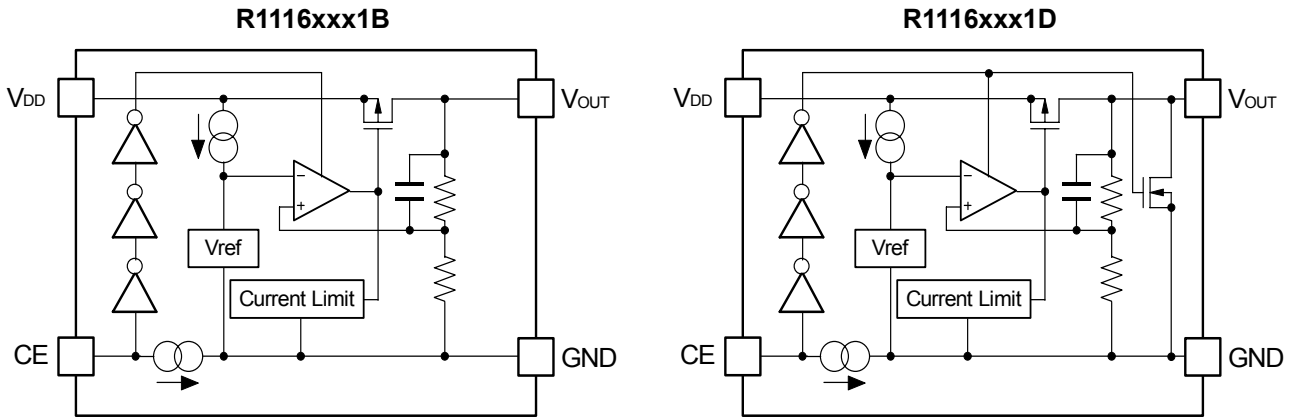 R1116xxx1B
VDD
VOUT
−
+
Vref
Current Limit
CE
GND
R1116xxx1D
VDD
VOUT
−
+
Vref
Current Limit
CE
GND